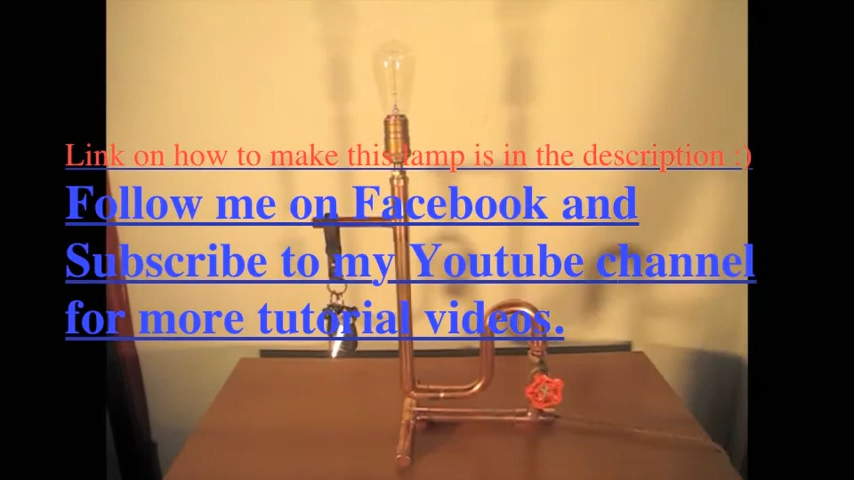 Link on how to make this lamp is in the description :)
Follow me on Facebook and
Subscribe to my Youtube channel
for more tutorial videos.